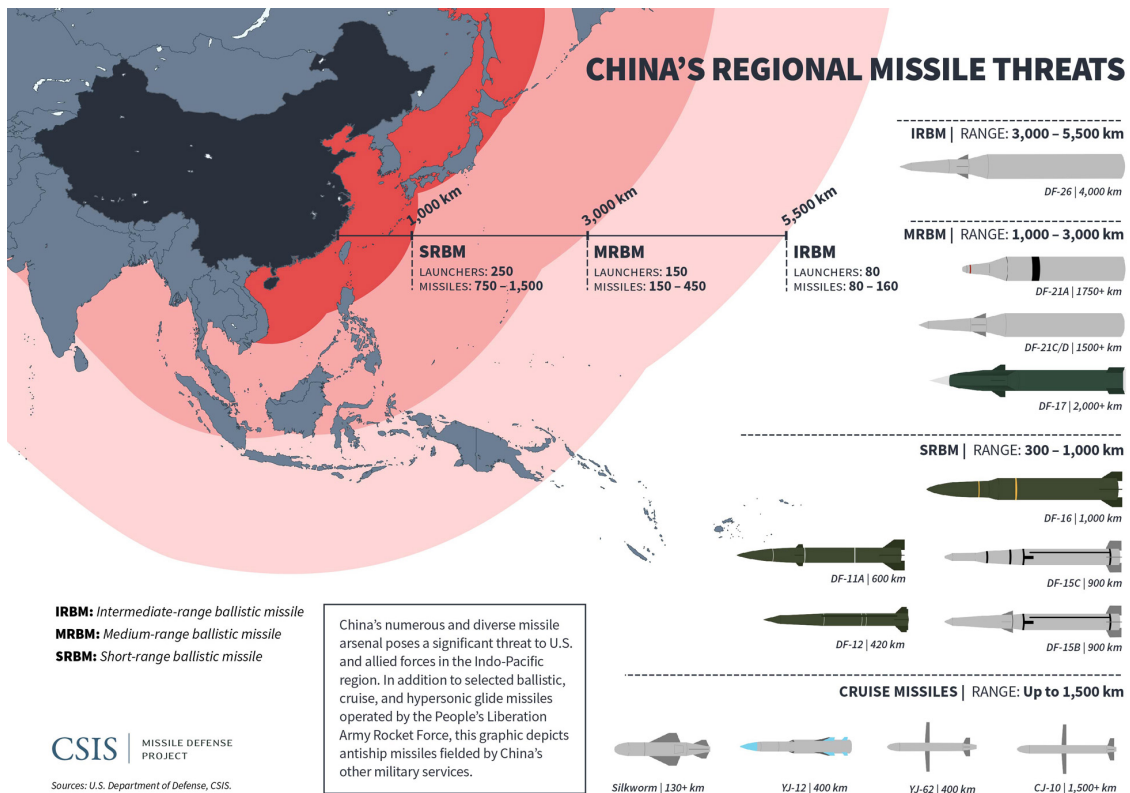 CHINA'S REGIONAL MISSILE THREATS
IRBM | RANGE: 3,000 – 5,500 km
DF-26 | 4,000 km
MRBM | RANGE: 1,000 – 3,000 km
DF-21A | 1750+ km
DF-21C/D | 1500+ km
DF-17 | 2,000+ km
SRBM | RANGE: 300 – 1,000 km
DF-16 | 1,000 km
DF-11A | 600 km
DF-15C | 900 km
DF-12 | 420 km
DF-15B | 900 km
CRUISE MISSILES | RANGE: Up to 1,500 km
Silkworm | 130+ km
YJ-12 | 400 km
YJ-62 | 400 km
CJ-10 | 1,500+ km
1,000 km
SRBM
LAUNCHERS: 250
MISSILES: 750 – 1,500
3,000 km
MRBM
LAUNCHERS: 150
MISSILES: 150 – 450
5,500 km
IRBM
LAUNCHERS: 80
MISSILES: 80 – 160
IRBM: Intermediate-range ballistic missile
MRBM: Medium-range ballistic missile
SRBM: Short-range ballistic missile
China's numerous and diverse missile
arsenal poses a significant threat to U.S.
and allied forces in the Indo-Pacific
region. In addition to selected ballistic,
cruise, and hypersonic glide missiles
operated by the People's Liberation
Army Rocket Force, this graphic depicts
antiship missiles fielded by China's
other military services.
CSIS | MISSILE DEFENSE
PROJECT
Sources: U.S. Department of Defense, CSIS.